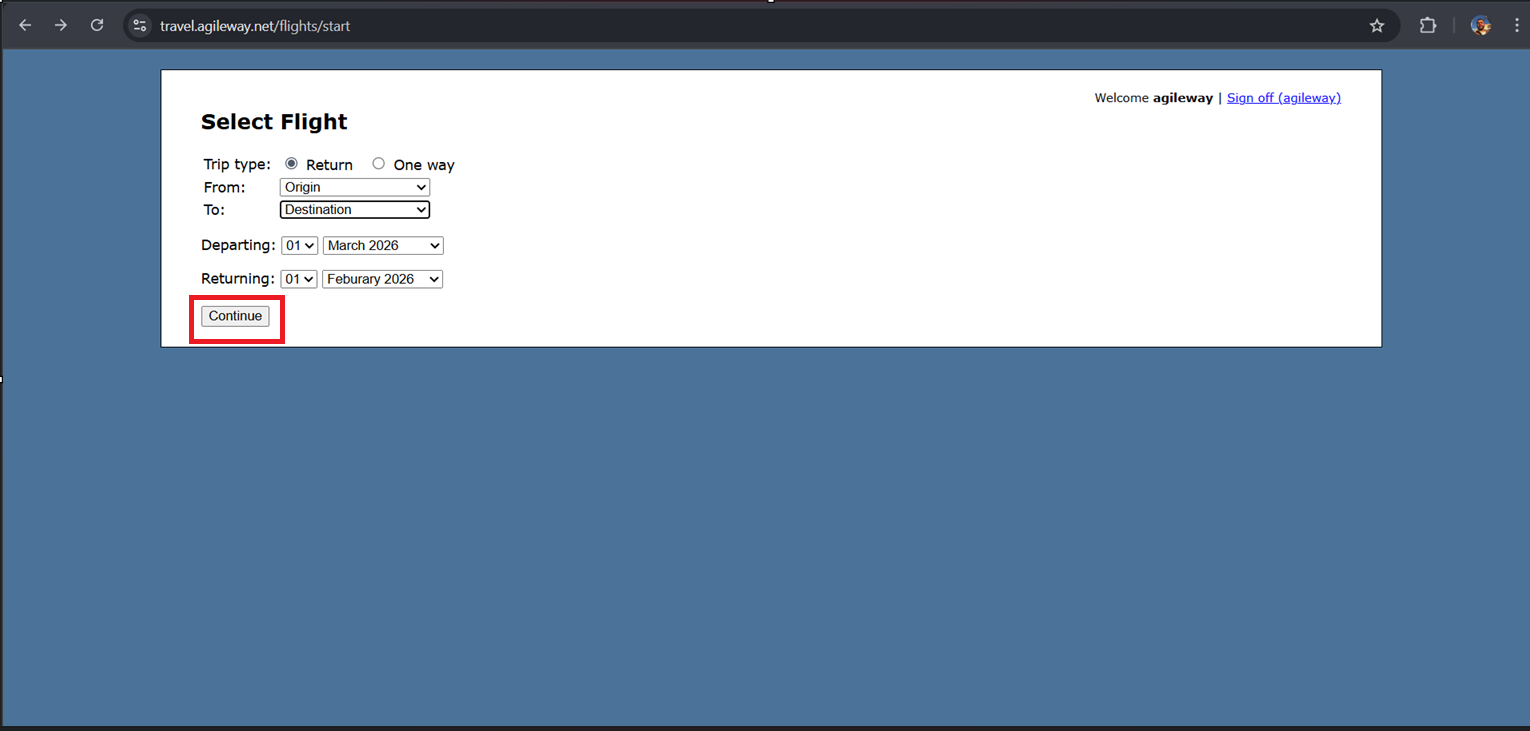 travel.agileway.net/flights/start
Welcome agileway | Sign off (agileway)
Select Flight
Trip type: Return One way
From: Origin
To: Destination
Departing: 01 March 2026
Returning: 01 Feburary 2026
Continue